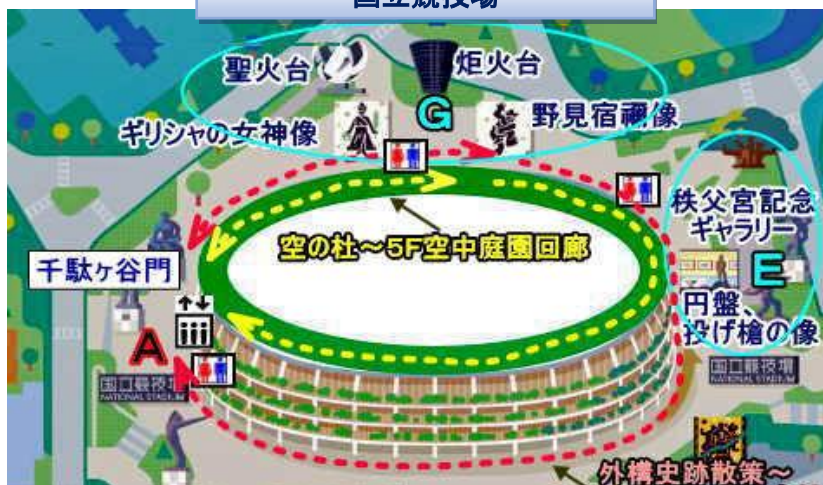 国立競技場
聖火台
炬火台
G
ギリシャの女神像
野見宿禰像
秩父宮記念
ギャラリー
空の杜～5F空中庭園回廊
千駄ヶ谷門
E
円盤、
投げ槍の像
A
国立競技場
NATIONAL STADIUM
国立競技場
NATIONAL STADIUM
外構史跡散策～